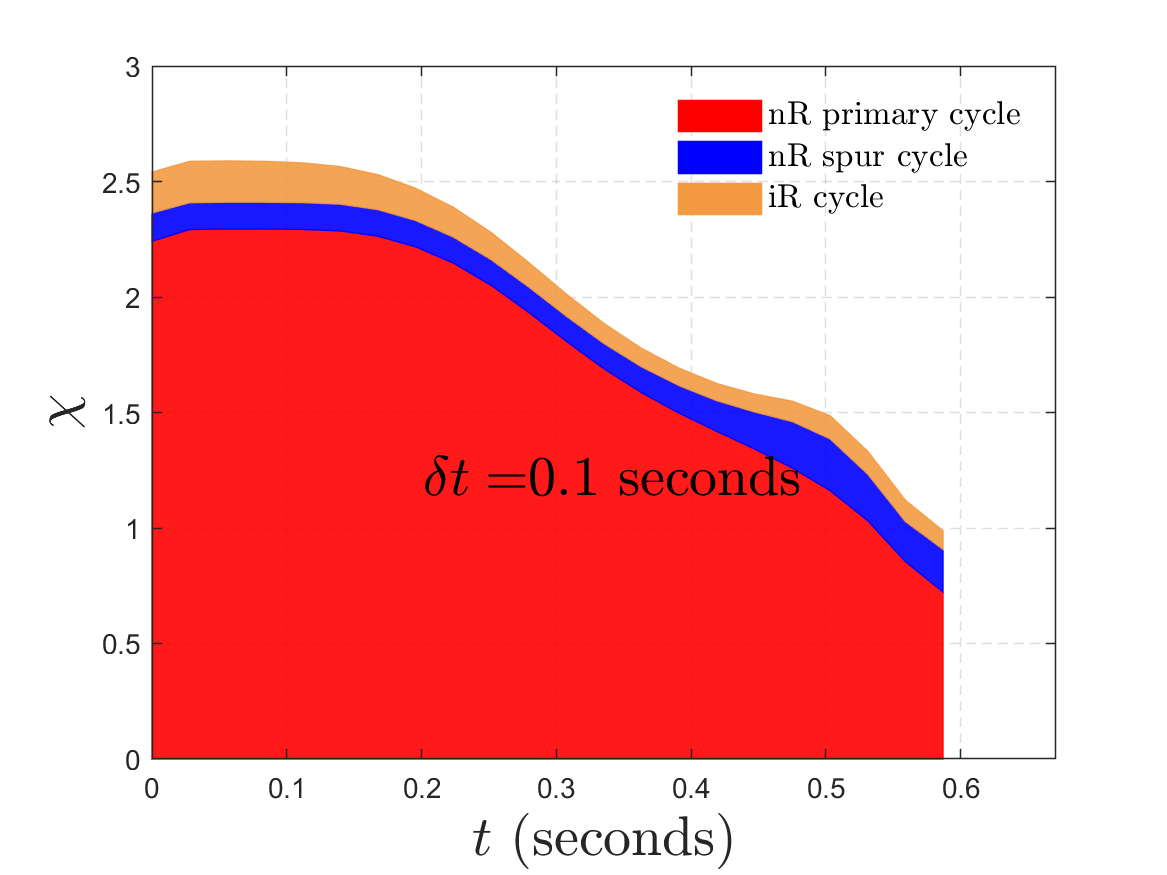 3
2.5
2
1.5
1
0.5
0
χ
nR primary cycle
nR spur cycle
iR cycle
δt =0.1 seconds
0 0.1 0.2 0.3 0.4 0.5 0.6
t (seconds)